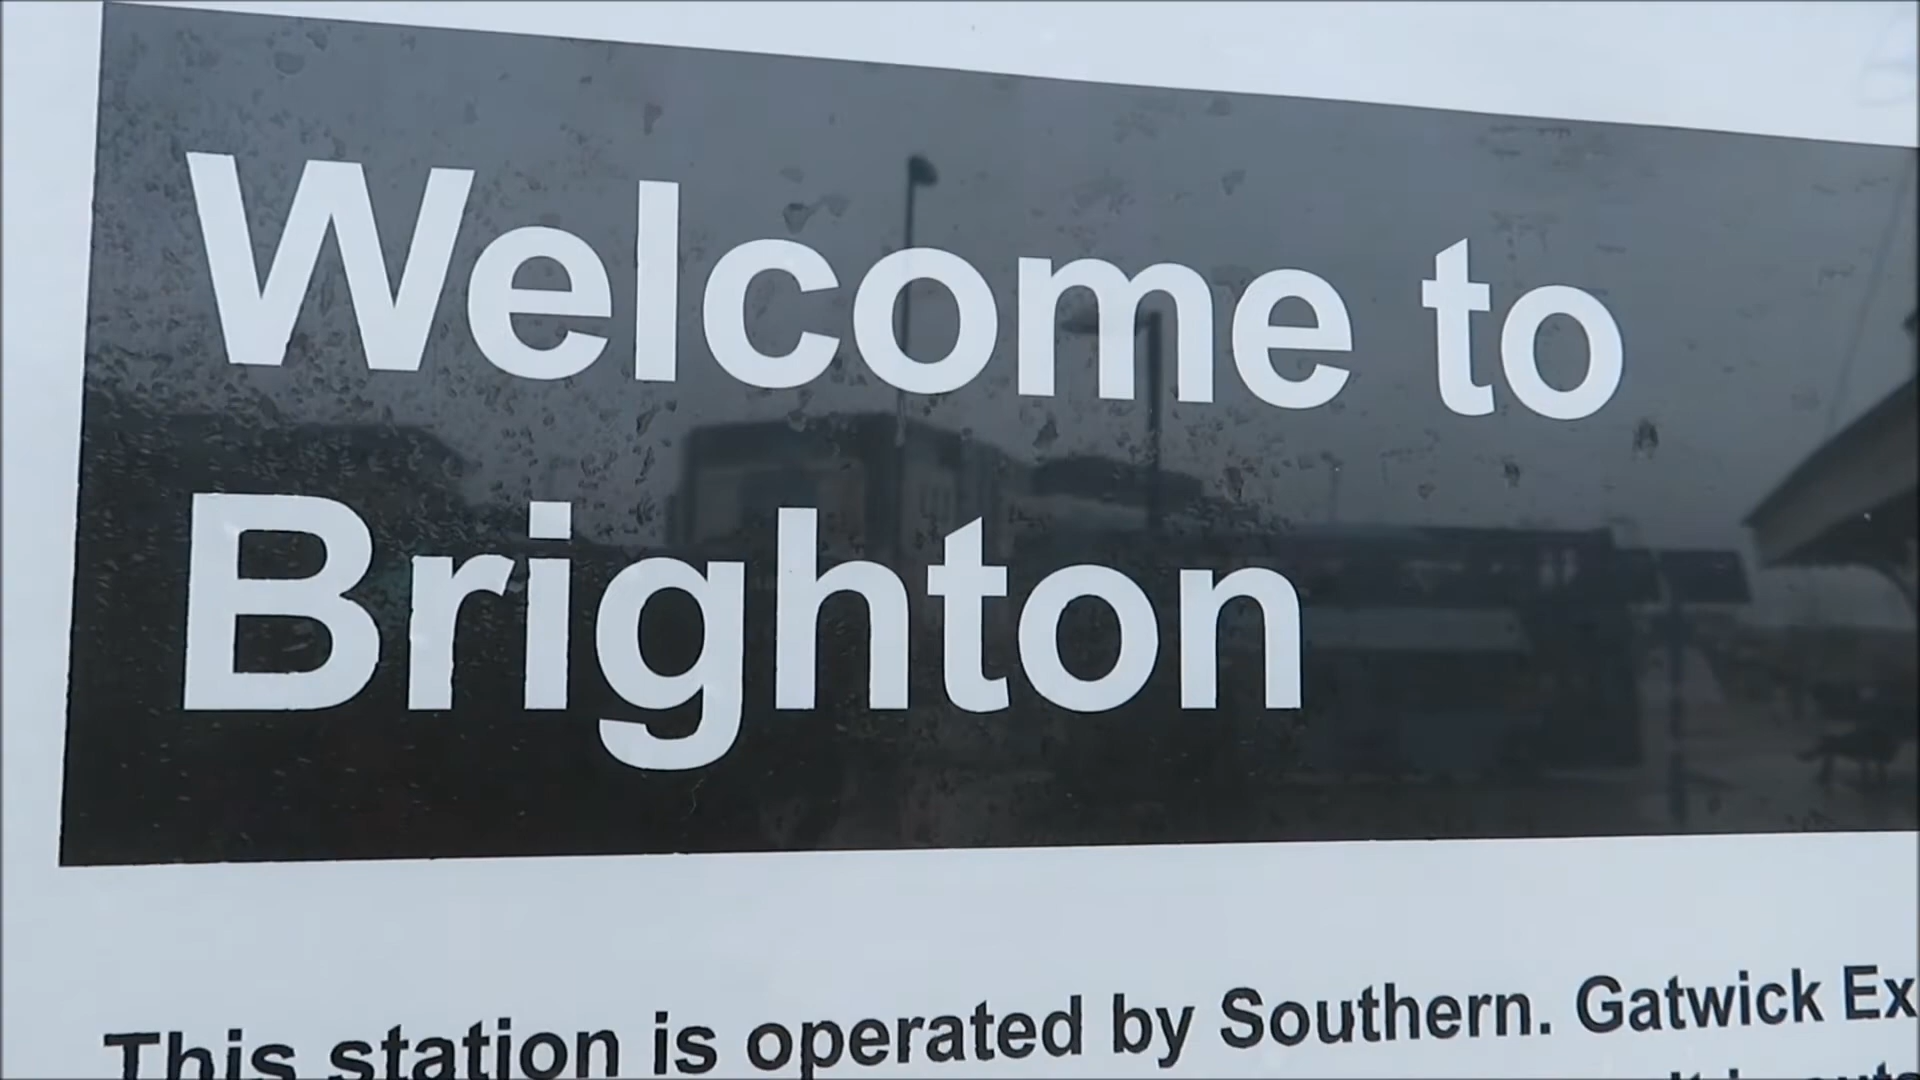 Welcome to
Brighton
This station is operated by Southern. Gatwick Ex